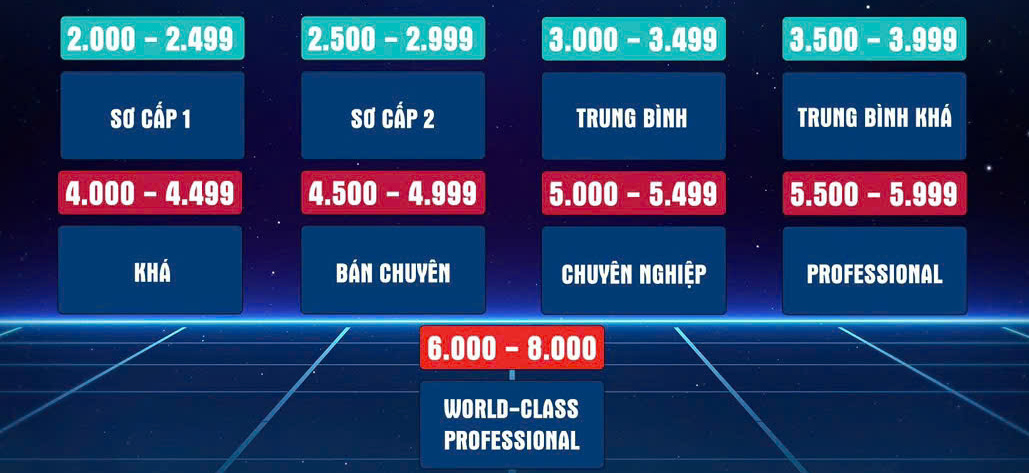 2.000 – 2.499
2.500 – 2.999
3.000 – 3.499
3.500 – 3.999
SƠ CẤP 1
SƠ CẤP 2
TRUNG BÌNH
TRUNG BÌNH KHÁ
4.000 – 4.499
4.500 – 4.999
5.000 – 5.499
5.500 – 5.999
KHÁ
BÁN CHUYÊN
CHUYÊN NGHIỆP
PROFESSIONAL
6.000 – 8.000
WORLD-CLASS
PROFESSIONAL